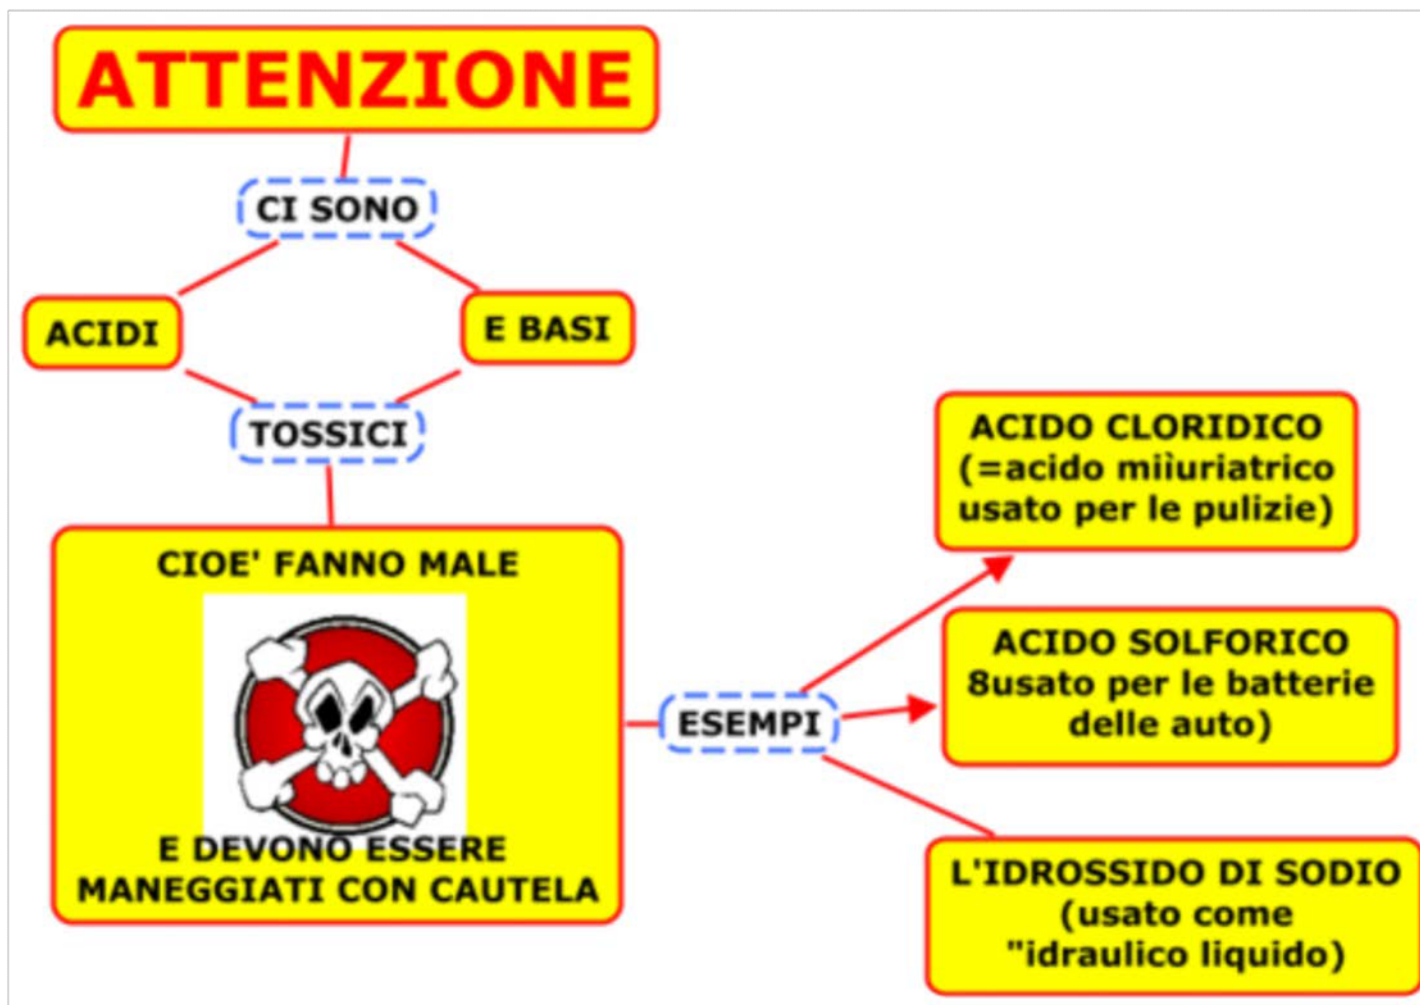 ATTENZIONE
CI SONO
ACIDI
E BASI
TOSSICI
CIOE' FANNO MALE
E DEVONO ESSERE
MANEGGIATI CON CAUTELA
ESEMPI
ACIDO CLORIDICO
(=acido miìuriatrico
usato per le pulizie)
ACIDO SOLFORICO
8usato per le batterie
delle auto)
L'IDROSSIDO DI SODIO
(usato come
"idraulico liquido)